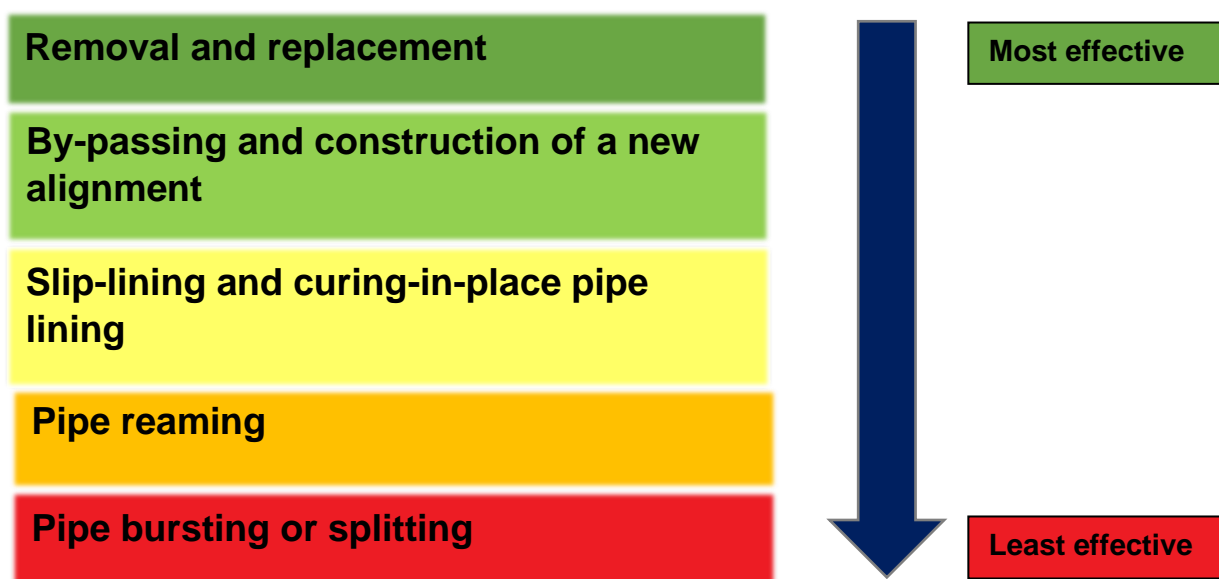 Removal and replacement
Most effective
By-passing and construction of a new
alignment
Slip-lining and curing-in-place pipe
lining
Pipe reaming
Pipe bursting or splitting
Least effective